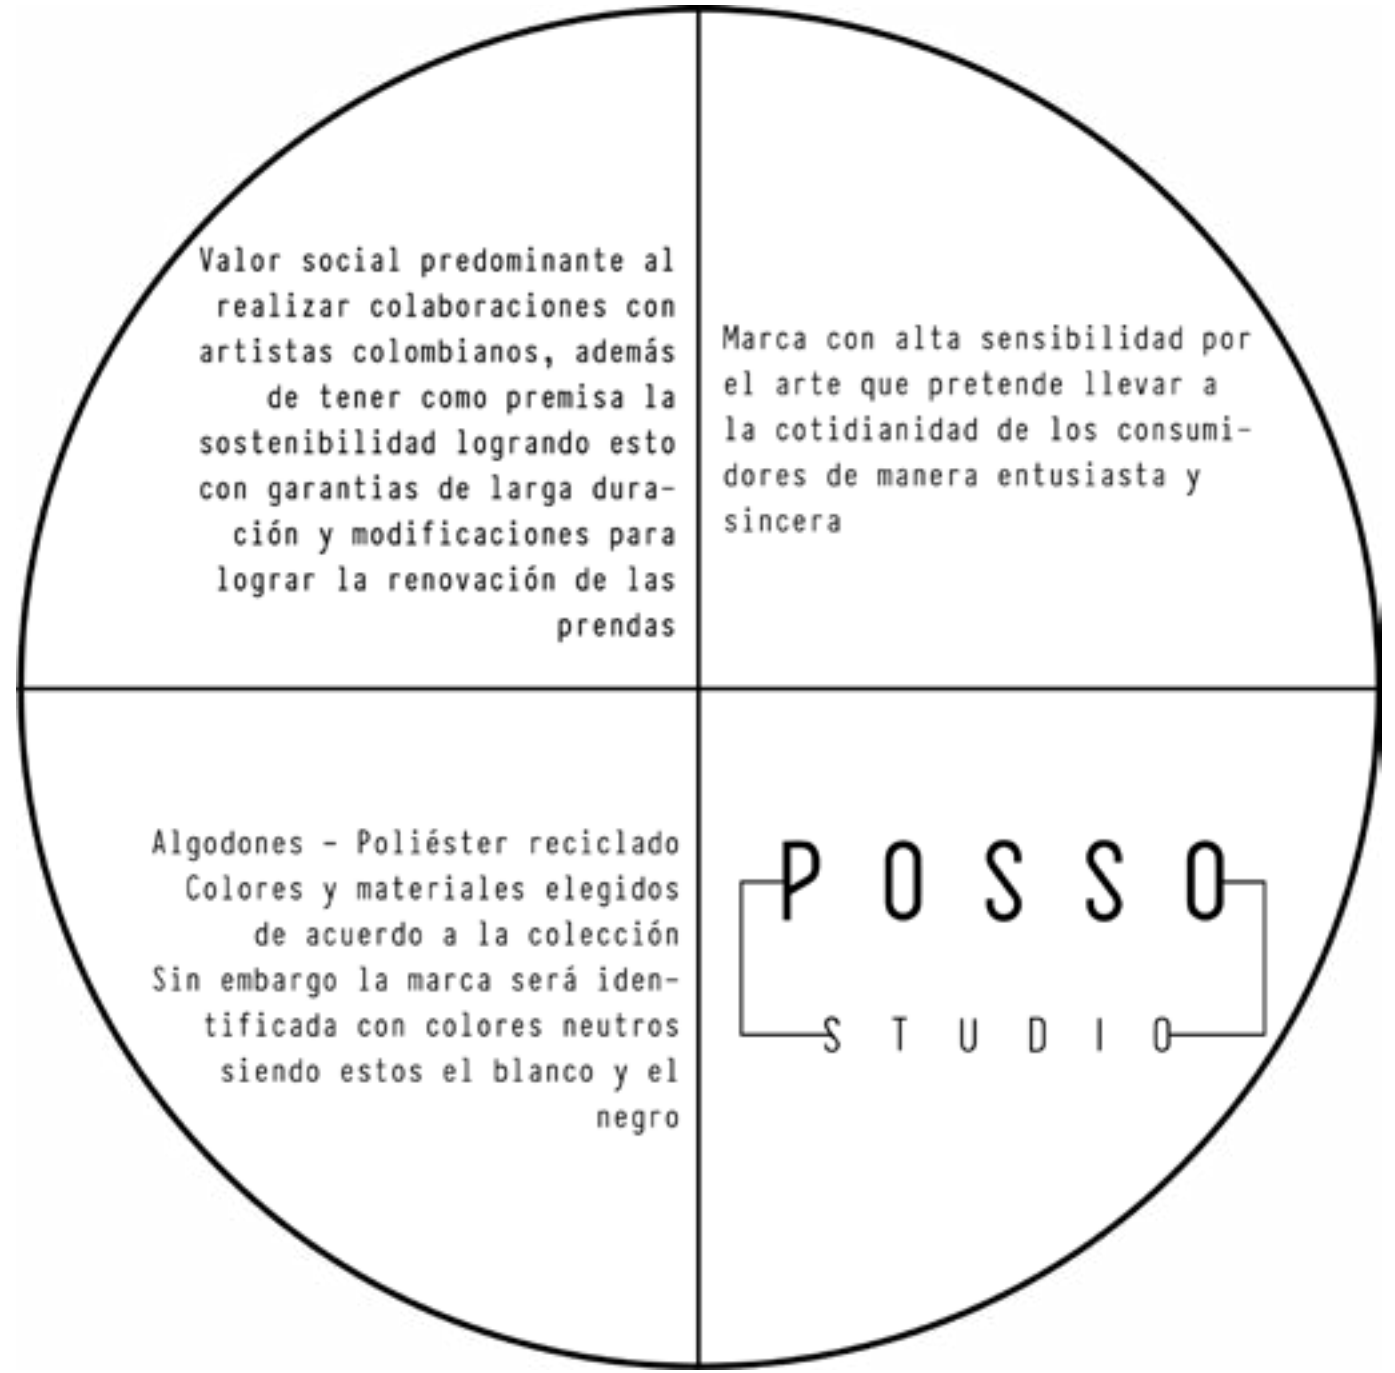 Valor social predominante al
realizar colaboraciones con
artistas colombianos, además
de tener como premisa la
sostenibilidad logrando esto
con garantias de larga dura-
ción y modificaciones para
lograr la renovación de las
prendas
Marca con alta sensibilidad por
el arte que pretende llevar a
la cotidianidad de los consumi-
dores de manera entusiasta y
sincera
Algodones - Poliéster reciclado
Colores y materiales elegidos
de acuerdo a la colección
Sin embargo la marca será iden-
tificada con colores neutros
siendo estos el blanco y el
negro
POSSO
STUDIO